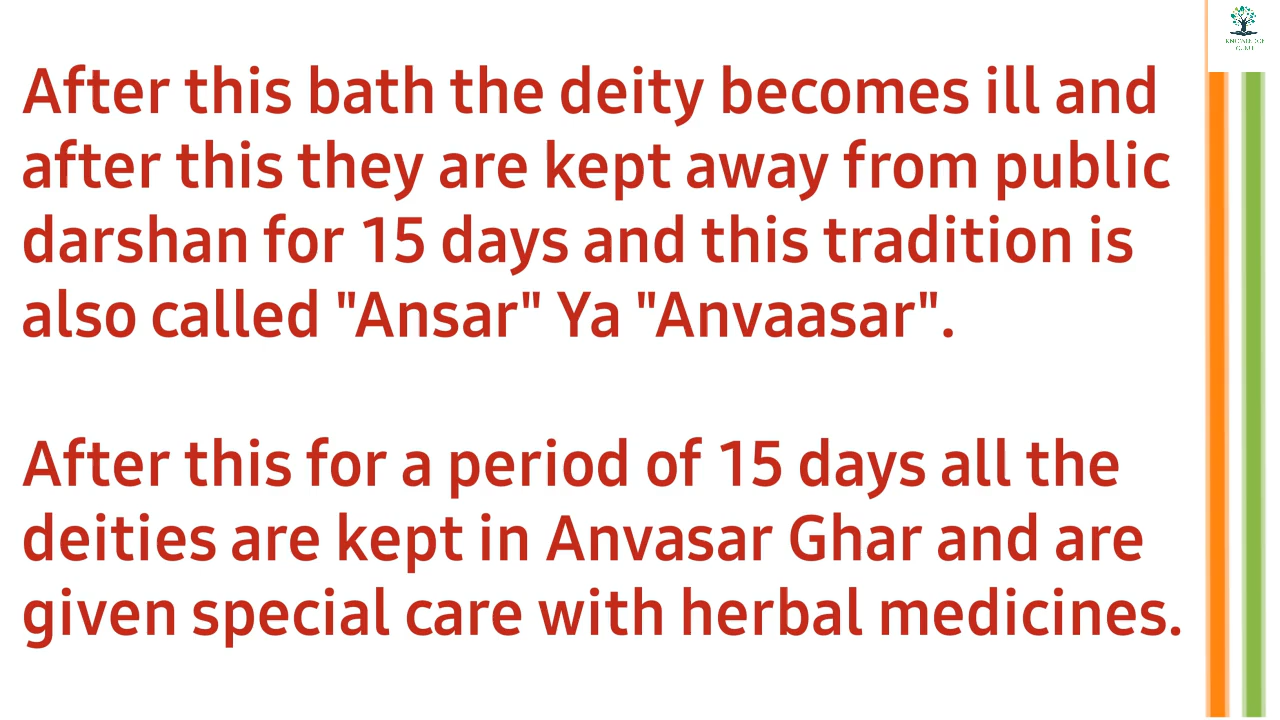 KNOWLEDGE
GURU
After this bath the deity becomes ill and
after this they are kept away from public
darshan for 15 days and this tradition is
also called "Ansar" Ya "Anvaasar".
After this for a period of 15 days all the
deities are kept in Anvasar Ghar and are
given special care with herbal medicines.